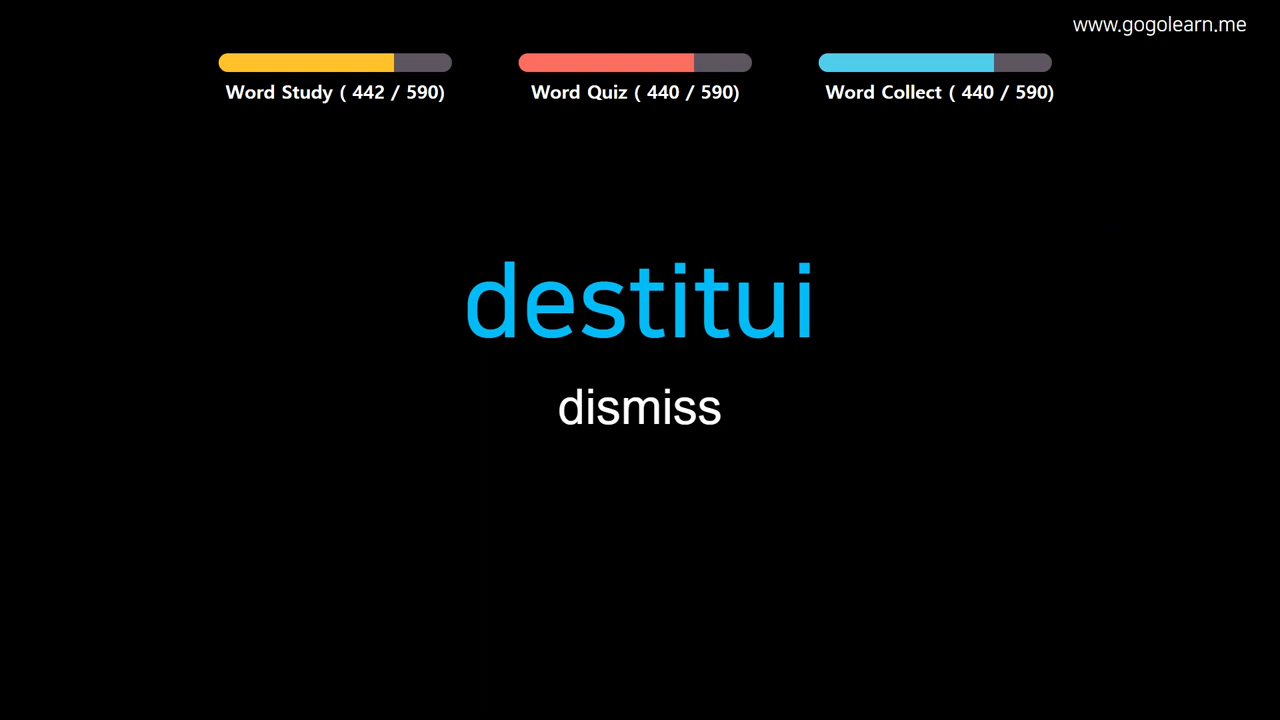 www.gogolearn.me
Word Study ( 442 / 590)
Word Quiz ( 440 / 590)
Word Collect ( 440 / 590)
destitui
dismiss